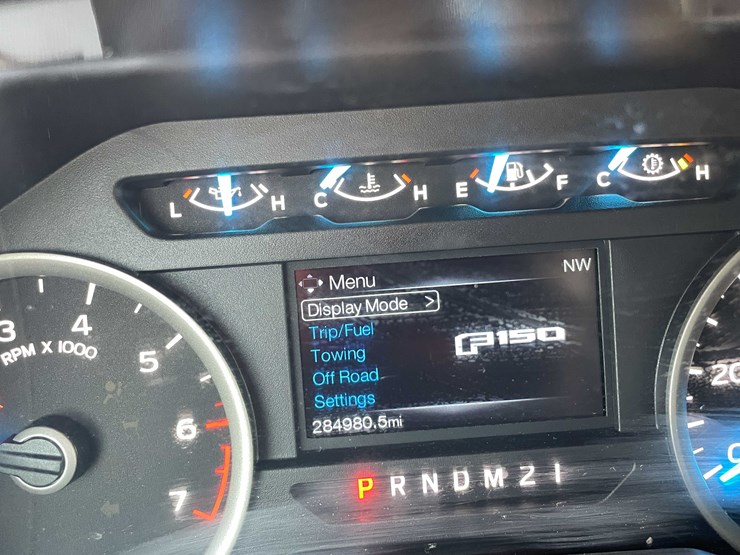 L H C H E F C H
Menu NW
Display Mode >
Trip/Fuel
Towing
Off Road
Settings
F150
284980.5mi
P R N D M 2 1
3 4 5 6 7
RPM X 1000
20
0